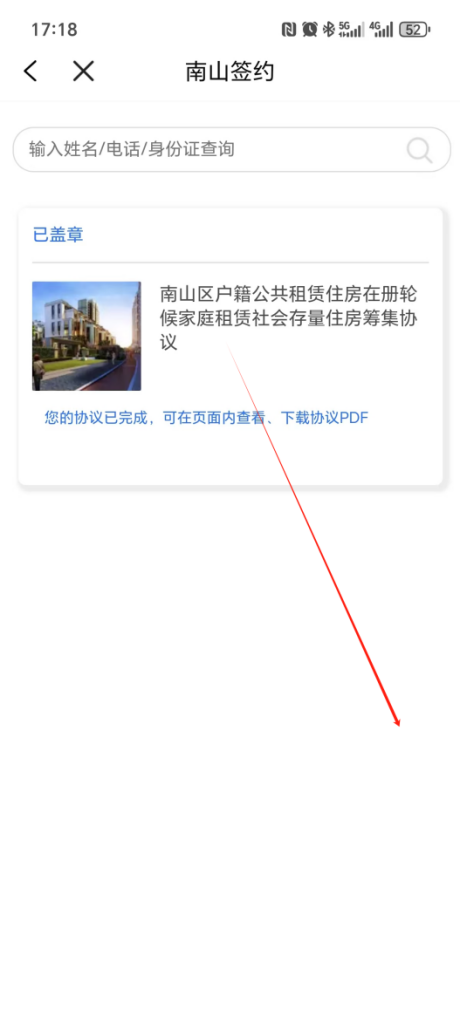 17:18
5G
4G
52
南山签约
输入姓名/电话/身份证查询
已盖章
南山区户籍公共租赁住房在册轮
候家庭租赁社会存量住房筹集协
议
您的协议已完成，可在页面内查看、下载协议PDF